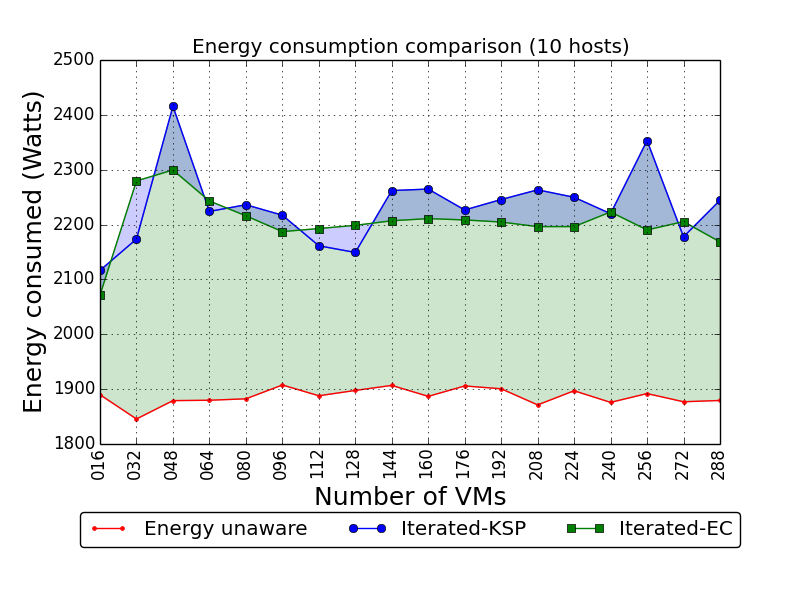 Energy consumption comparison (10 hosts)
Energy consumed (Watts)
2500
2400
2300
2200
2100
2000
1900
1800
016 032 048 064 080 096 112 128 144 160 176 192 208 224 240 256 272 288
Number of VMs
Energy unaware Iterated-KSP Iterated-EC